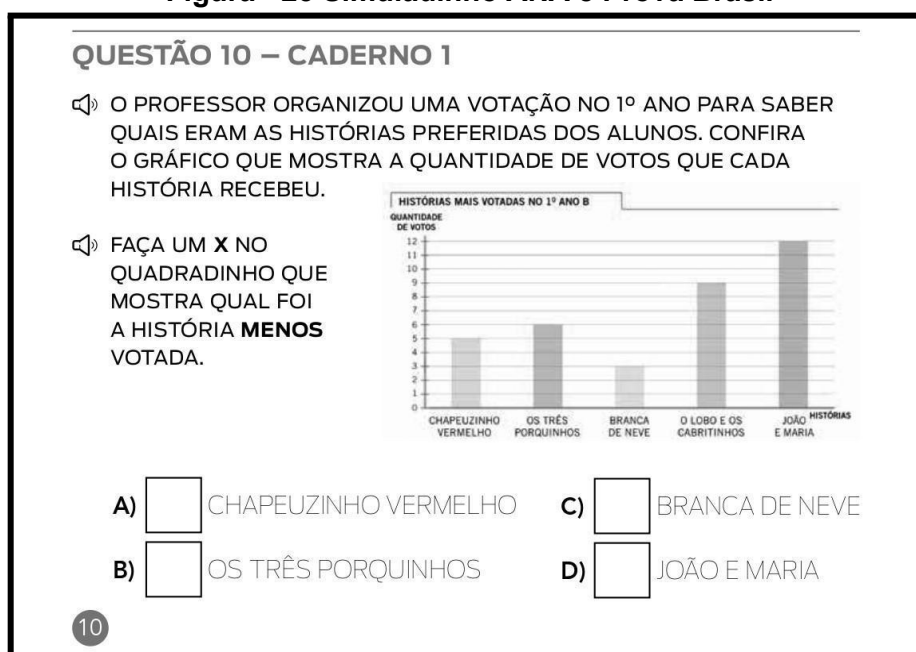 QUESTÃO 10 – CADERNO 1
O PROFESSOR ORGANIZOU UMA VOTAÇÃO NO 1º ANO PARA SABER
QUAIS ERAM AS HISTÓRIAS PREFERIDAS DOS ALUNOS. CONFIRA
O GRÁFICO QUE MOSTRA A QUANTIDADE DE VOTOS QUE CADA
HISTÓRIA RECEBEU.
FAÇA UM X NO
QUADRADINHO QUE
MOSTRA QUAL FOI
A HISTÓRIA MENOS
VOTADA.
HISTÓRIAS MAIS VOTADAS NO 1º ANO B
QUANTIDADE
DE VOTOS
12
11
10
9
8
7
6
5
4
3
2
1
0
CHAPEUZINHO
VERMELHO
OS TRÊS
PORQUINHOS
BRANCA
DE NEVE
O LOBO E OS
CABRITINHOS
JOÃO
E MARIA
HISTÓRIAS
A) CHAPEUZINHO VERMELHO
B) OS TRÊS PORQUINHOS
C) BRANCA DE NEVE
D) JOÃO E MARIA
10